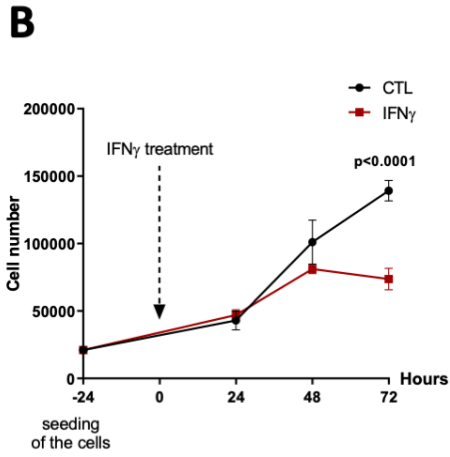 B
CTL
IFNγ
200000
IFNγ treatment
p<0.0001
150000
Cell number
100000
50000
0
Hours
-24
0
24
48
72
seeding
of the cells